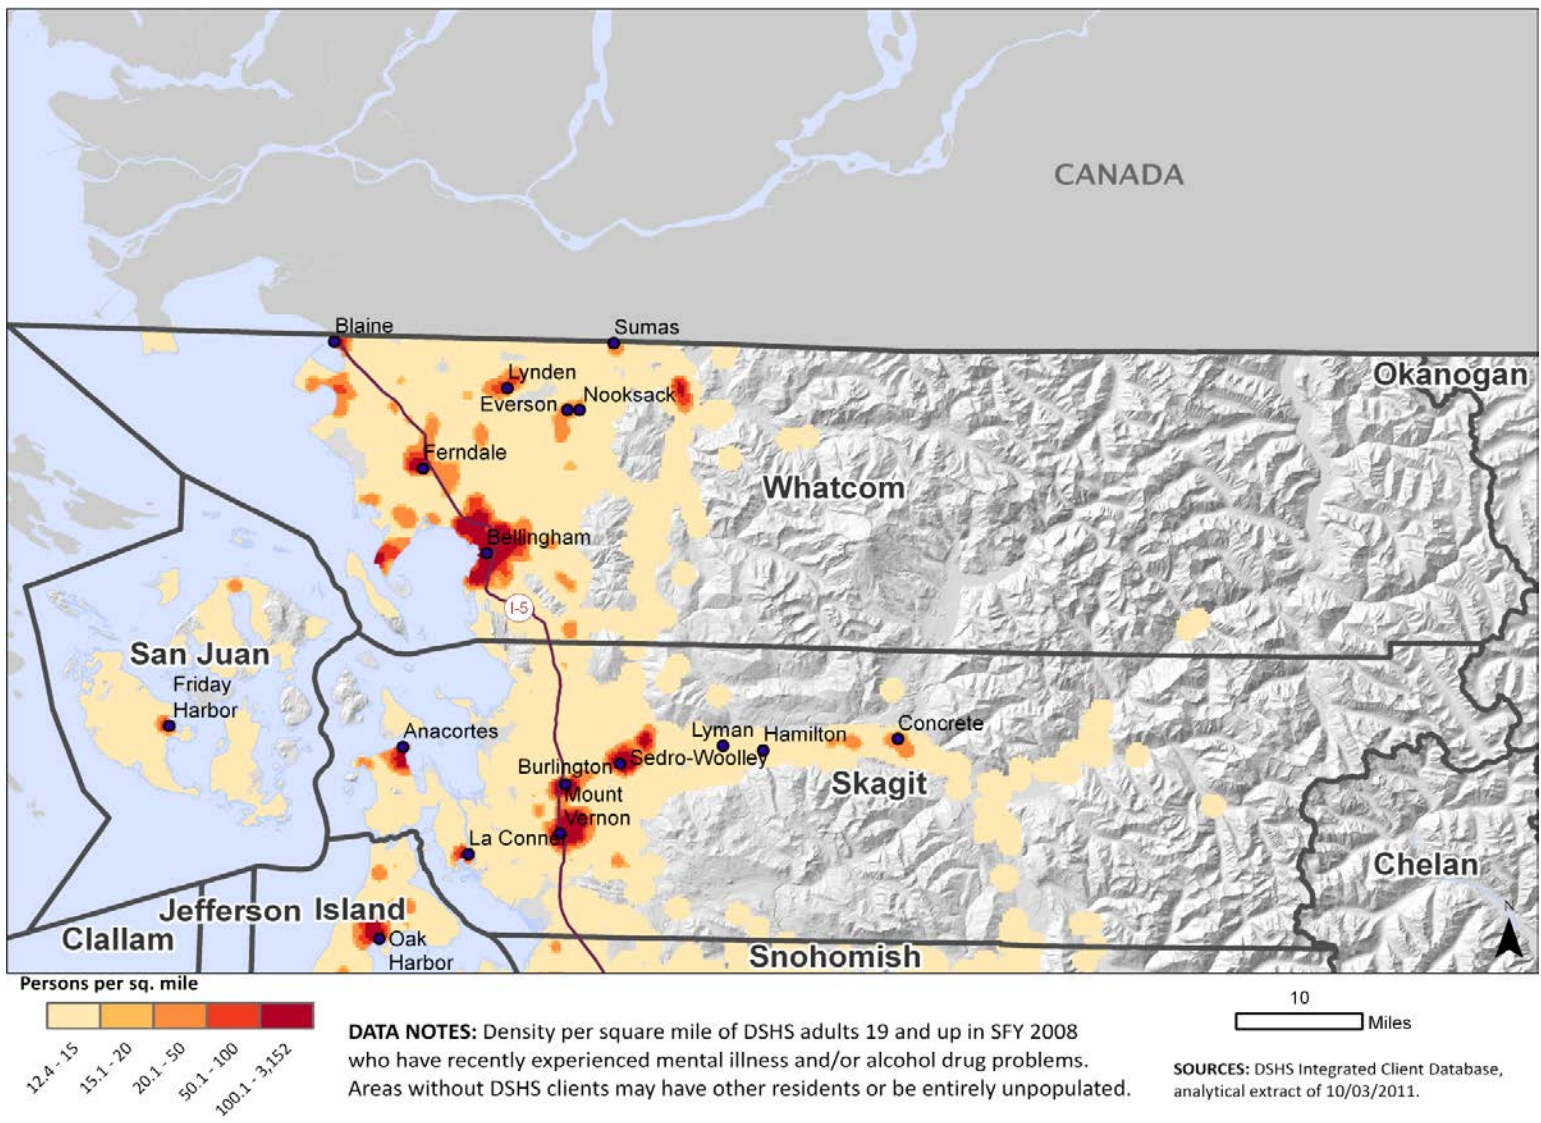 CANADA
Blaine
Sumas
Okanogan
Lynden
Everson
Nooksack
Ferndale
Whatcom
Bellingham
I-5
San Juan
Friday
Harbor
Anacortes
Lyman
Hamilton
Concrete
Burlington
Sedro-Woolley
Mount
Vernon
Skagit
La Conner
Chelan
Jefferson
Island
Clallam
Oak
Harbor
Snohomish
N
Persons per sq. mile
12.4 - 15
15.1 - 20
20.1 - 50
50.1 - 100
100.1 - 3,152
DATA NOTES: Density per square mile of DSHS adults 19 and up in SFY 2008
who have recently experienced mental illness and/or alcohol drug problems.
Areas without DSHS clients may have other residents or be entirely unpopulated.
10
Miles
SOURCES: DSHS Integrated Client Database,
analytical extract of 10/03/2011.